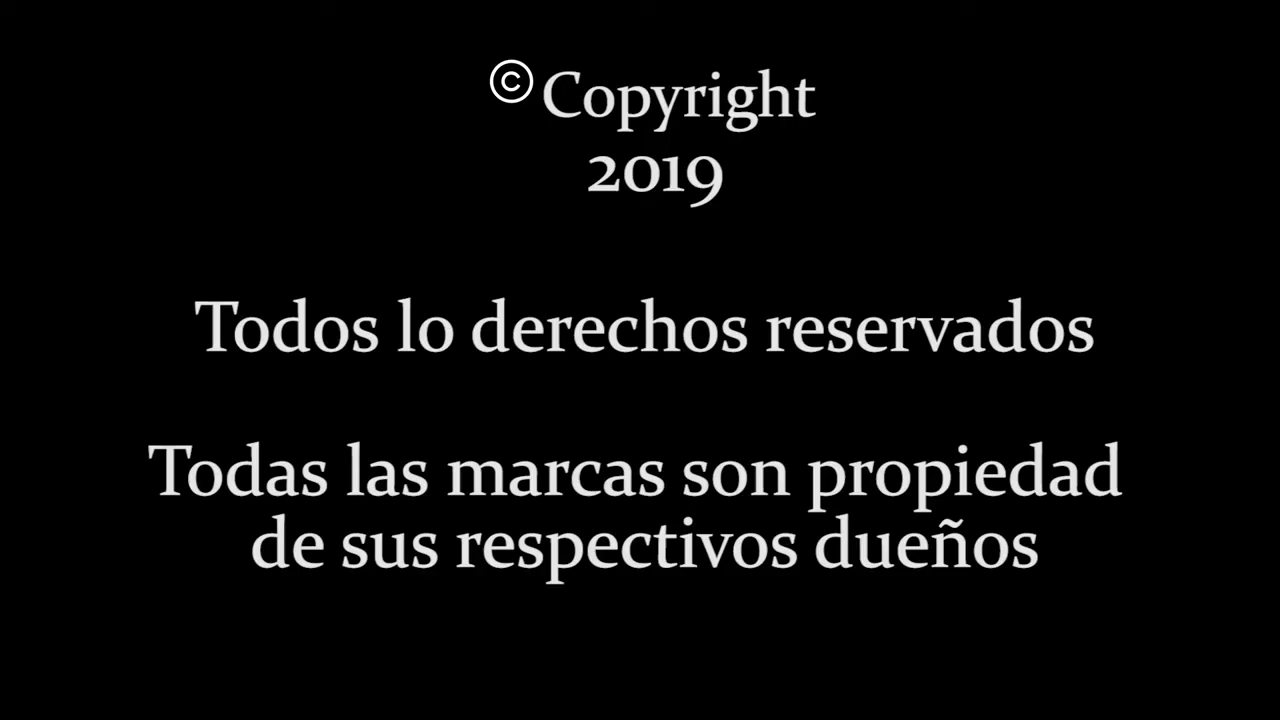 ©Copyright
2019
Todos lo derechos reservados
Todas las marcas son propiedad
de sus respectivos dueños